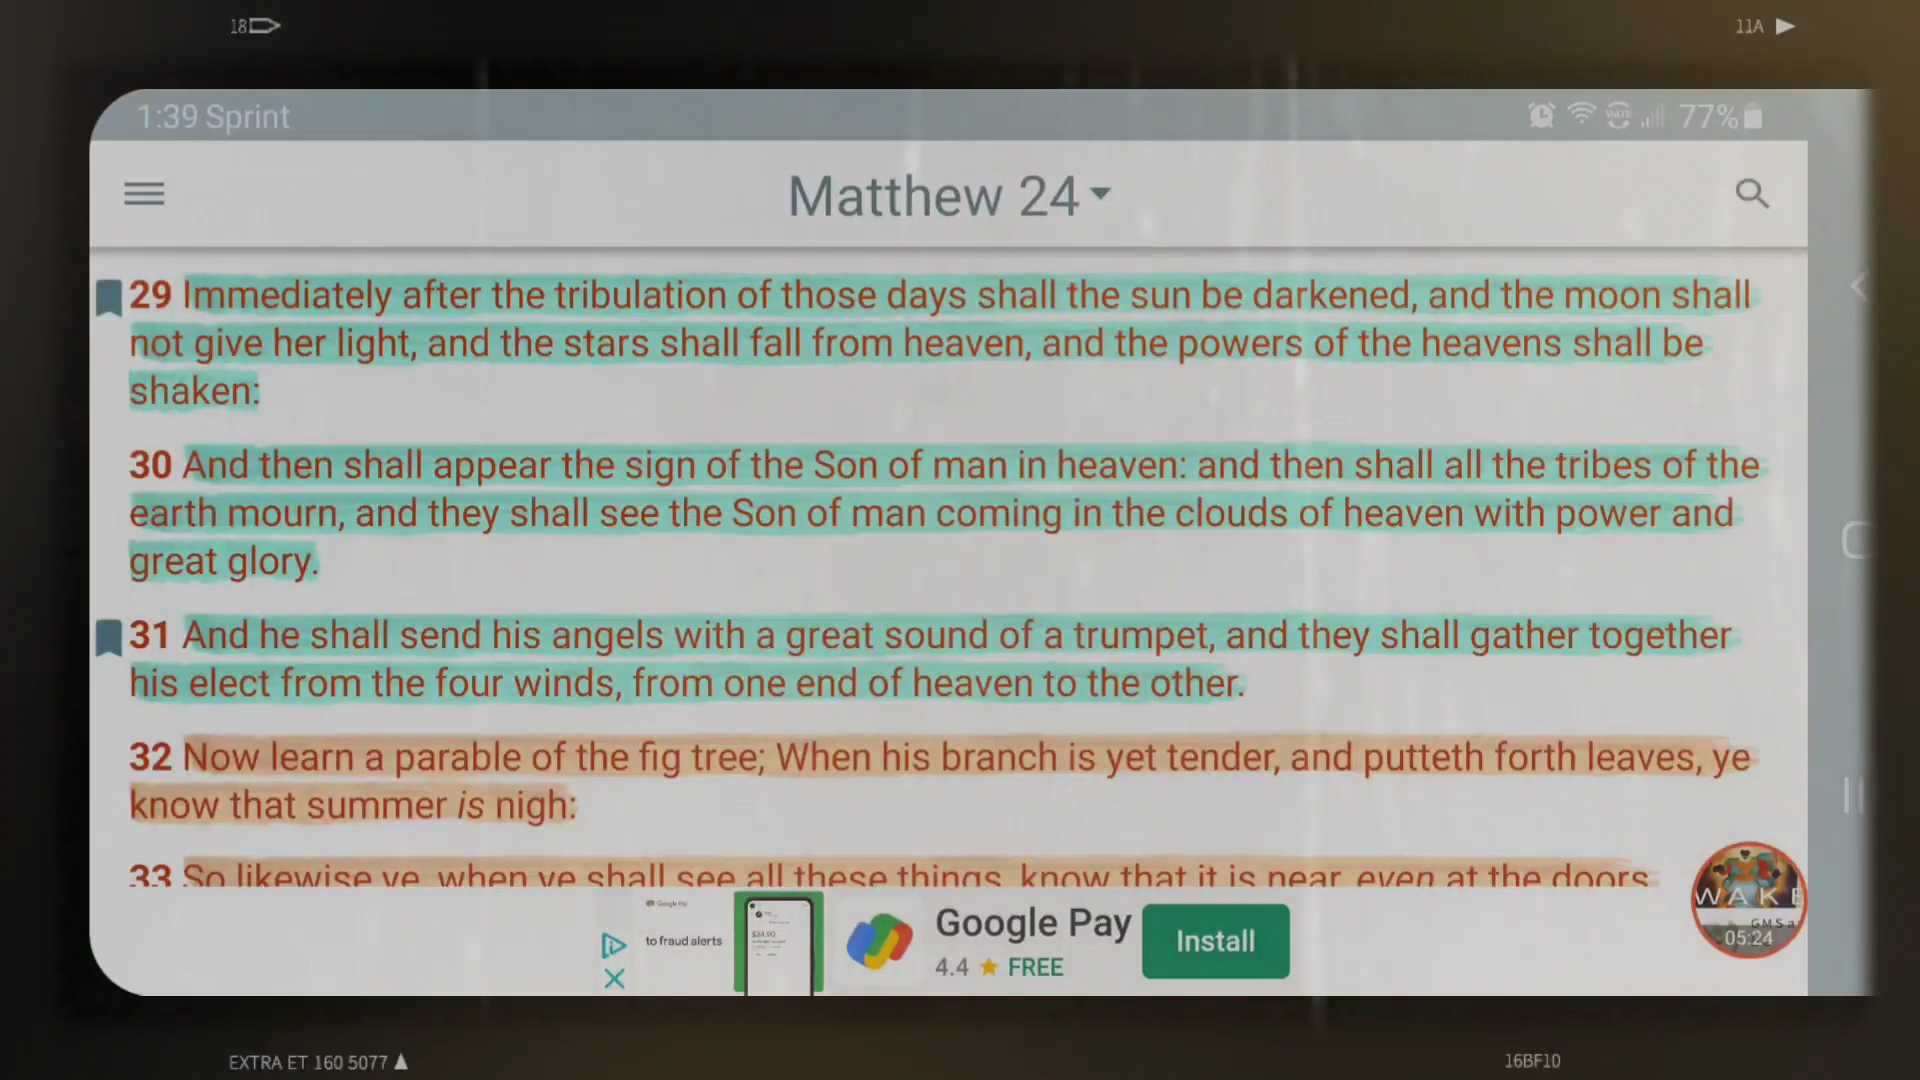 18
11A
1:39 Sprint
77%
Matthew 24
29 Immediately after the tribulation of those days shall the sun be darkened, and the moon shall
not give her light, and the stars shall fall from heaven, and the powers of the heavens shall be
shaken:
30 And then shall appear the sign of the Son of man in heaven: and then shall all the tribes of the
earth mourn, and they shall see the Son of man coming in the clouds of heaven with power and
great glory.
31 And he shall send his angels with a great sound of a trumpet, and they shall gather together
his elect from the four winds, from one end of heaven to the other.
32 Now learn a parable of the fig tree; When his branch is yet tender, and putteth forth leaves, ye
know that summer is nigh:
33 So likewise ye, when ye shall see all these things, know that it is near, even at the doors
Google Pay
to fraud alerts
$34.90
Google Pay
4.4 FREE
Install
WAKE
GMS a
05:24
EXTRA ET 160 5077
16BF10